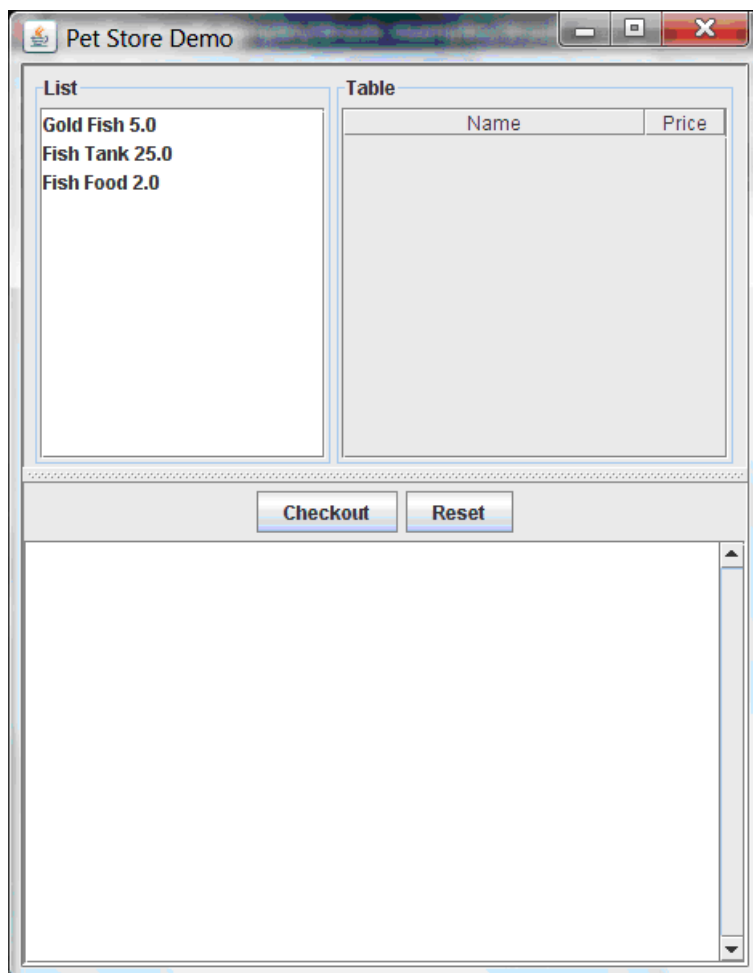 Pet Store Demo
List
Table
Gold Fish 5.0
Fish Tank 25.0
Fish Food 2.0
Name Price
Checkout Reset